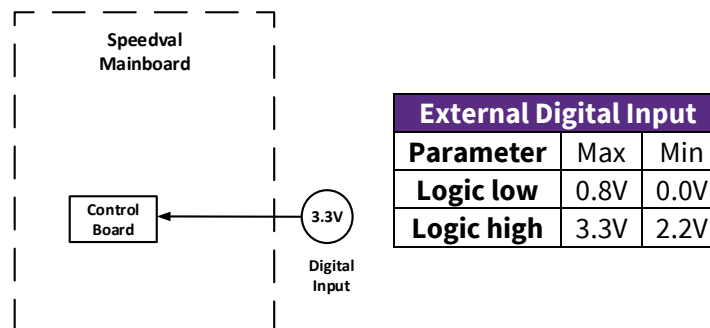 Speedval
Mainboard
Control
Board
3.3V
Digital
Input
External Digital Input
Parameter Max Min
Logic low 0.8V 0.0V
Logic high 3.3V 2.2V